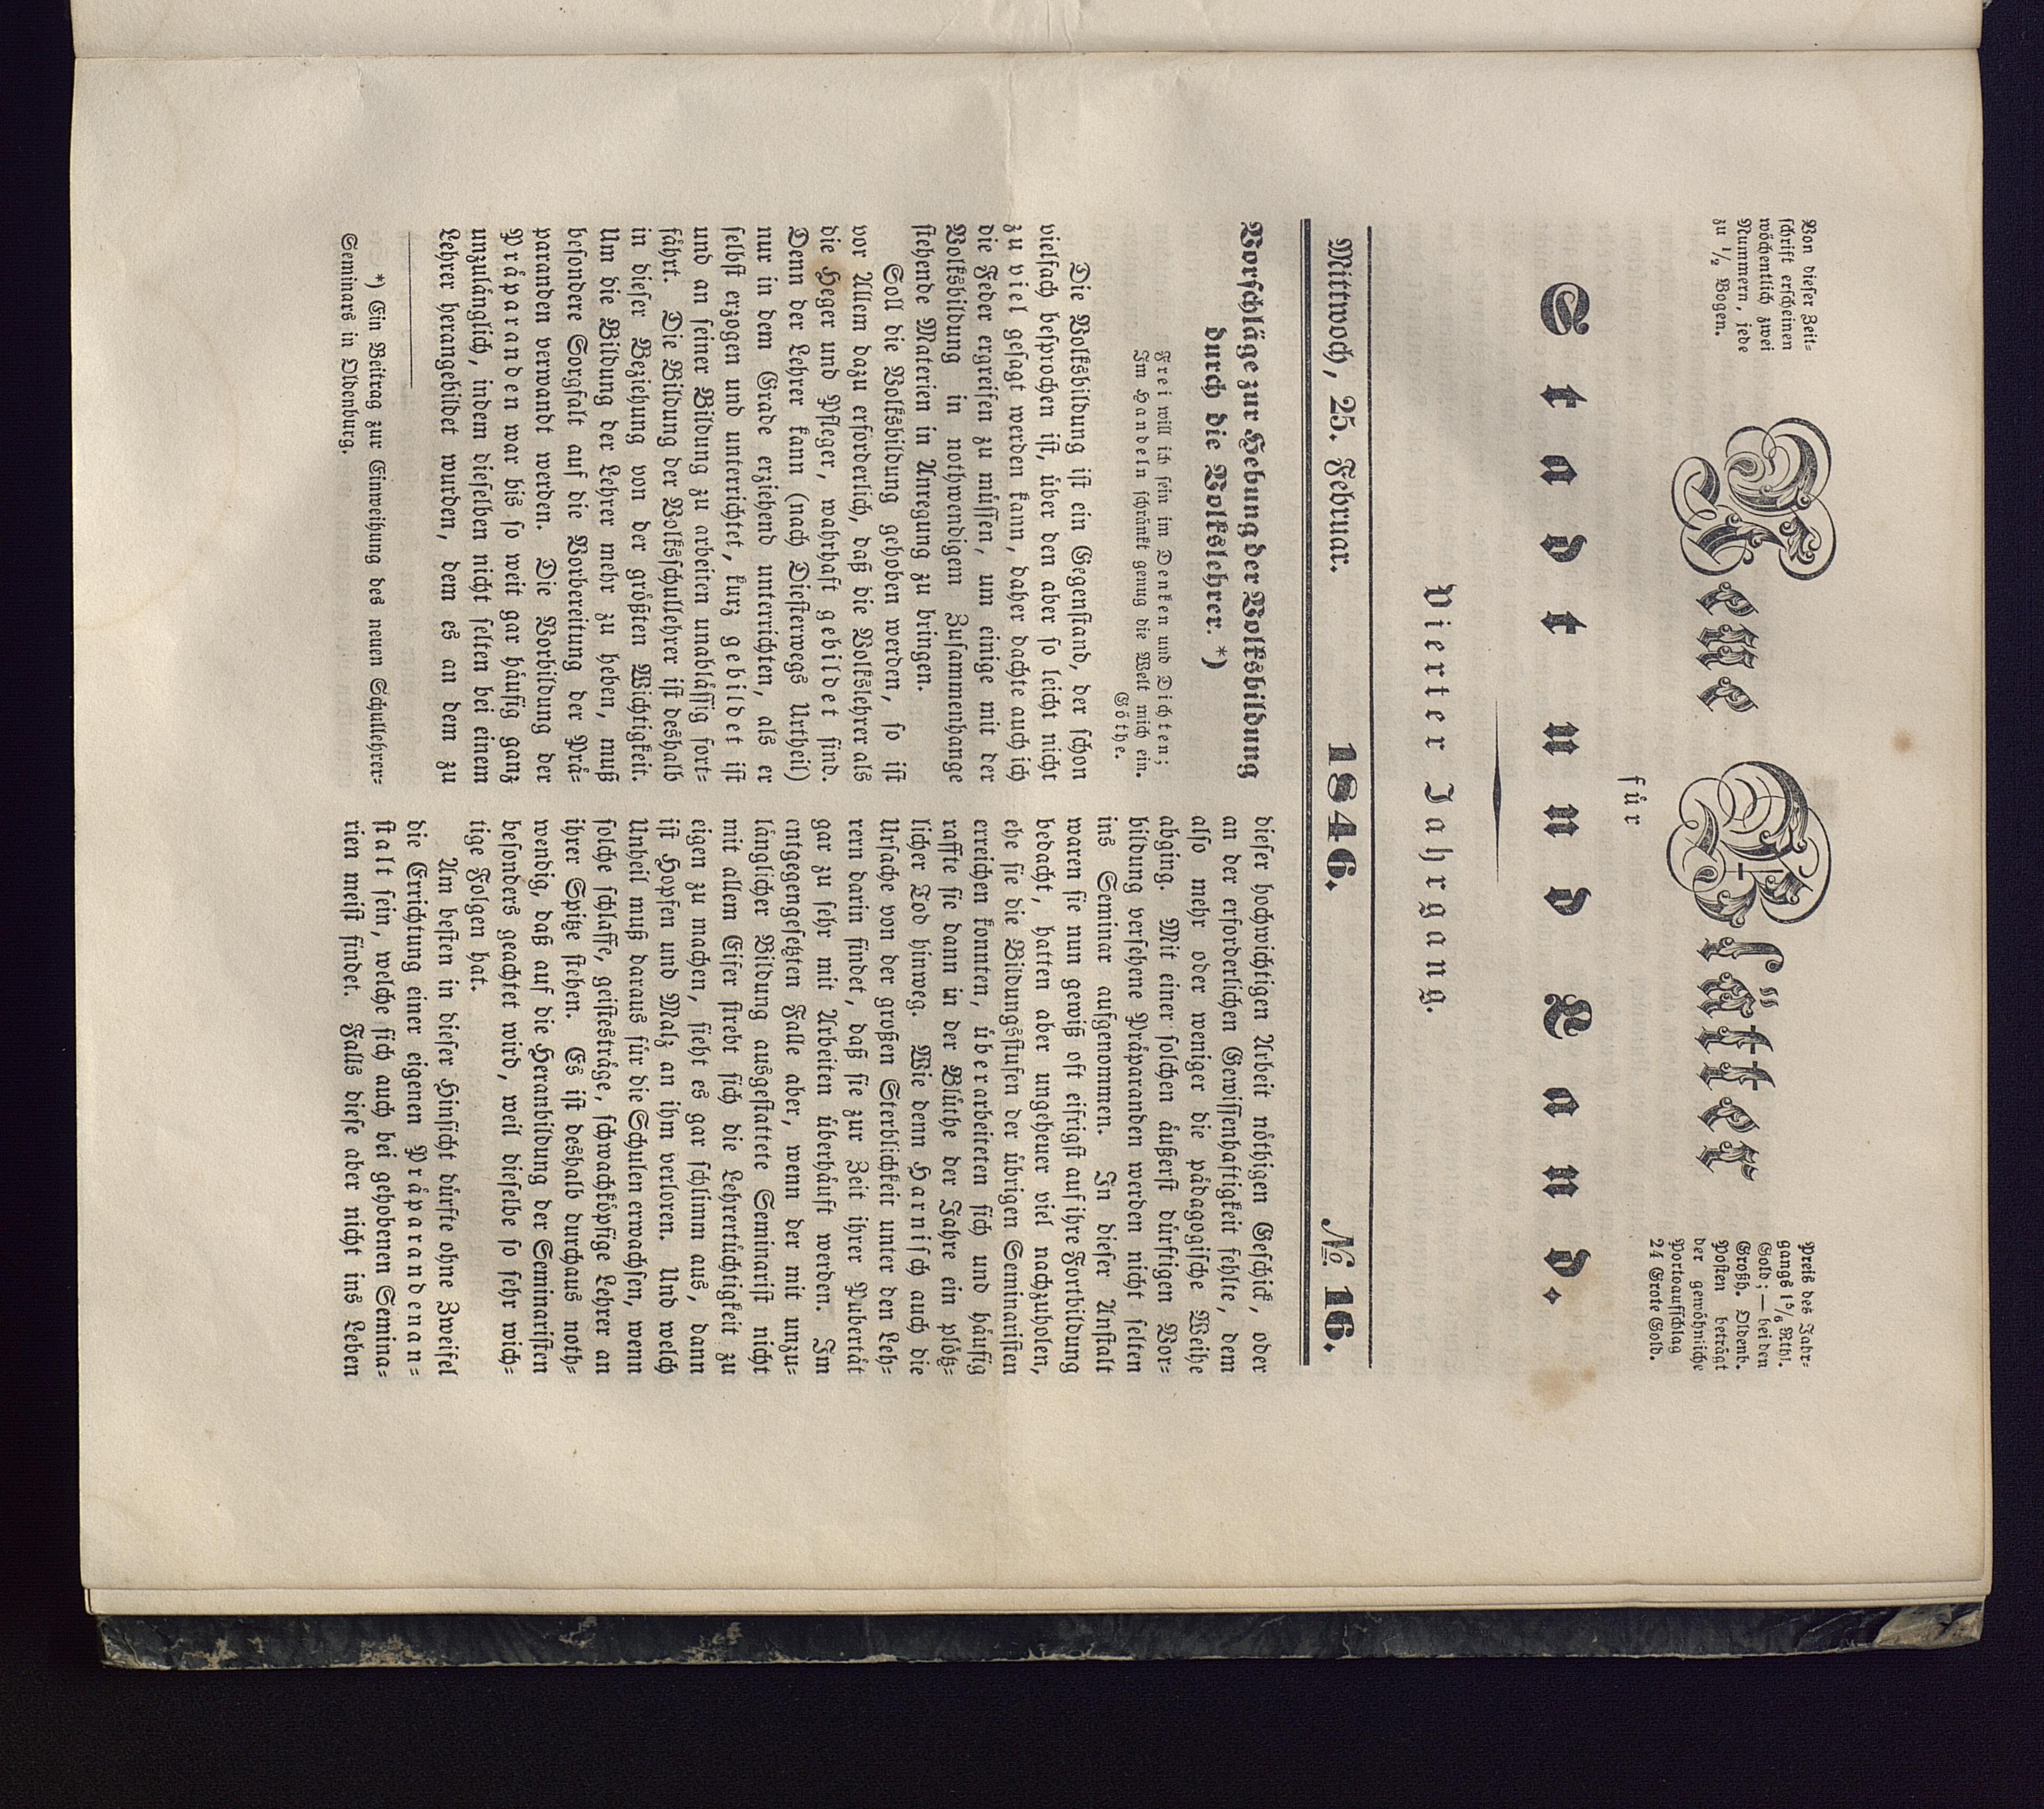 Von dieser Zeit-
schrift erscheinen
wöchentlich zwei
Nummern, jede
zu 1/2 Bogen.
Neue Blätter
Preis des Jahr-
gangs 1 5/6 Rthl.
Gold; — bei den
Großh. Oldenb.
Posten beträgt
der gewöhnliche
Portoaufschlag
24 Grote Gold.
für
Stadt und Land.
Vierter Jahrgang.
Mittwoch, 25. Februar. 1846. № 16.
Vorschläge zur Hebung der Volksbildung
durch die Volkslehrer. *)
Frei will ich sein im Denken und Dichten;
Im Handeln schränkt genug die Welt mich ein.
Göthe.
Die Volksbildung ist ein Gegenstand, der schon
vielfach besprochen ist, über den aber so leicht nicht
zu viel gesagt werden kann, daher dachte auch ich
die Feder ergreifen zu müssen, um einige mit der
Volksbildung in nothwendigem Zusammenhange
stehende Materien in Anregung zu bringen.
Soll die Volksbildung gehoben werden, so ist
vor Allem dazu erforderlich, daß die Volkslehrer als
die Heger und Pfleger, wahrhaft gebildet sind.
Denn der Lehrer kann (nach Diesterwegs Urtheil)
nur in dem Grade erziehend unterrichten, als er
selbst erzogen und unterrichtet, kurz gebildet ist
und an seiner Bildung zu arbeiten unablässig fort-
fährt. Die Bildung der Volksschullehrer ist deshalb
in dieser Beziehung von der größten Wichtigkeit.
Um die Bildung der Lehrer mehr zu heben, muß
besondere Sorgfalt auf die Vorbereitung der Prä-
paranden verwandt werden. Die Vorbildung der
Präparanden war bis so weit gar häufig ganz
unzulänglich, indem dieselben nicht selten bei einem
Lehrer herangebildet wurden, dem es an dem zu
*) Ein Beitrag zur Einweihung des neuen Schullehrer-
Seminars in Oldenburg.
dieser hochwichtigen Arbeit nöthigen Geschick, oder
an der erforderlichen Gewissenhaftigkeit fehlte, dem
also mehr oder weniger die pädagogische Weihe
abging. Mit einer solchen äußerst dürftigen Vor-
bildung versehene Präparanden werden nicht selten
ins Seminar aufgenommen. In dieser Anstalt
waren sie nun gewiß oft eifrigst auf ihre Fortbildung
bedacht, hatten aber ungeheuer viel nachzuholen,
ehe sie die Bildungsstufen der übrigen Seminaristen
erreichen konnten, überarbeiteten sich und häufig
raffte sie dann in der Blüthe der Jahre ein plötz-
licher Tod hinweg. Wie denn Harnisch auch die
Ursache von der großen Sterblichkeit unter den Leh-
rern darin findet, daß sie zur Zeit ihrer Pubertät
gar zu sehr mit Arbeiten überhäuft werden. Im
entgegengesetzten Falle aber, wenn der mit unzu-
länglicher Bildung ausgestattete Seminarist nicht
mit allem Eifer strebt sich die Lehrertüchtigkeit zu
eigen zu machen, sieht es gar schlimm aus, dann
ist Hopfen und Malz an ihm verloren. Und welch
Unheil muß daraus für die Schulen erwachsen, wenn
solche schlaffe, geistesträge, schwachköpfige Lehrer an
ihrer Spitze stehen. Es ist deshalb durchaus noth-
wendig, daß auf die Heranbildung der Seminaristen
besonders geachtet wird, weil dieselbe so sehr wich-
tige Folgen hat.
Am besten in dieser Hinsicht dürfte ohne Zweifel
die Errichtung einer eigenen Präparandenan-
stalt sein, welche sich auch bei gehobenen Semina-
rien meist findet. Falls diese aber nicht ins Leben